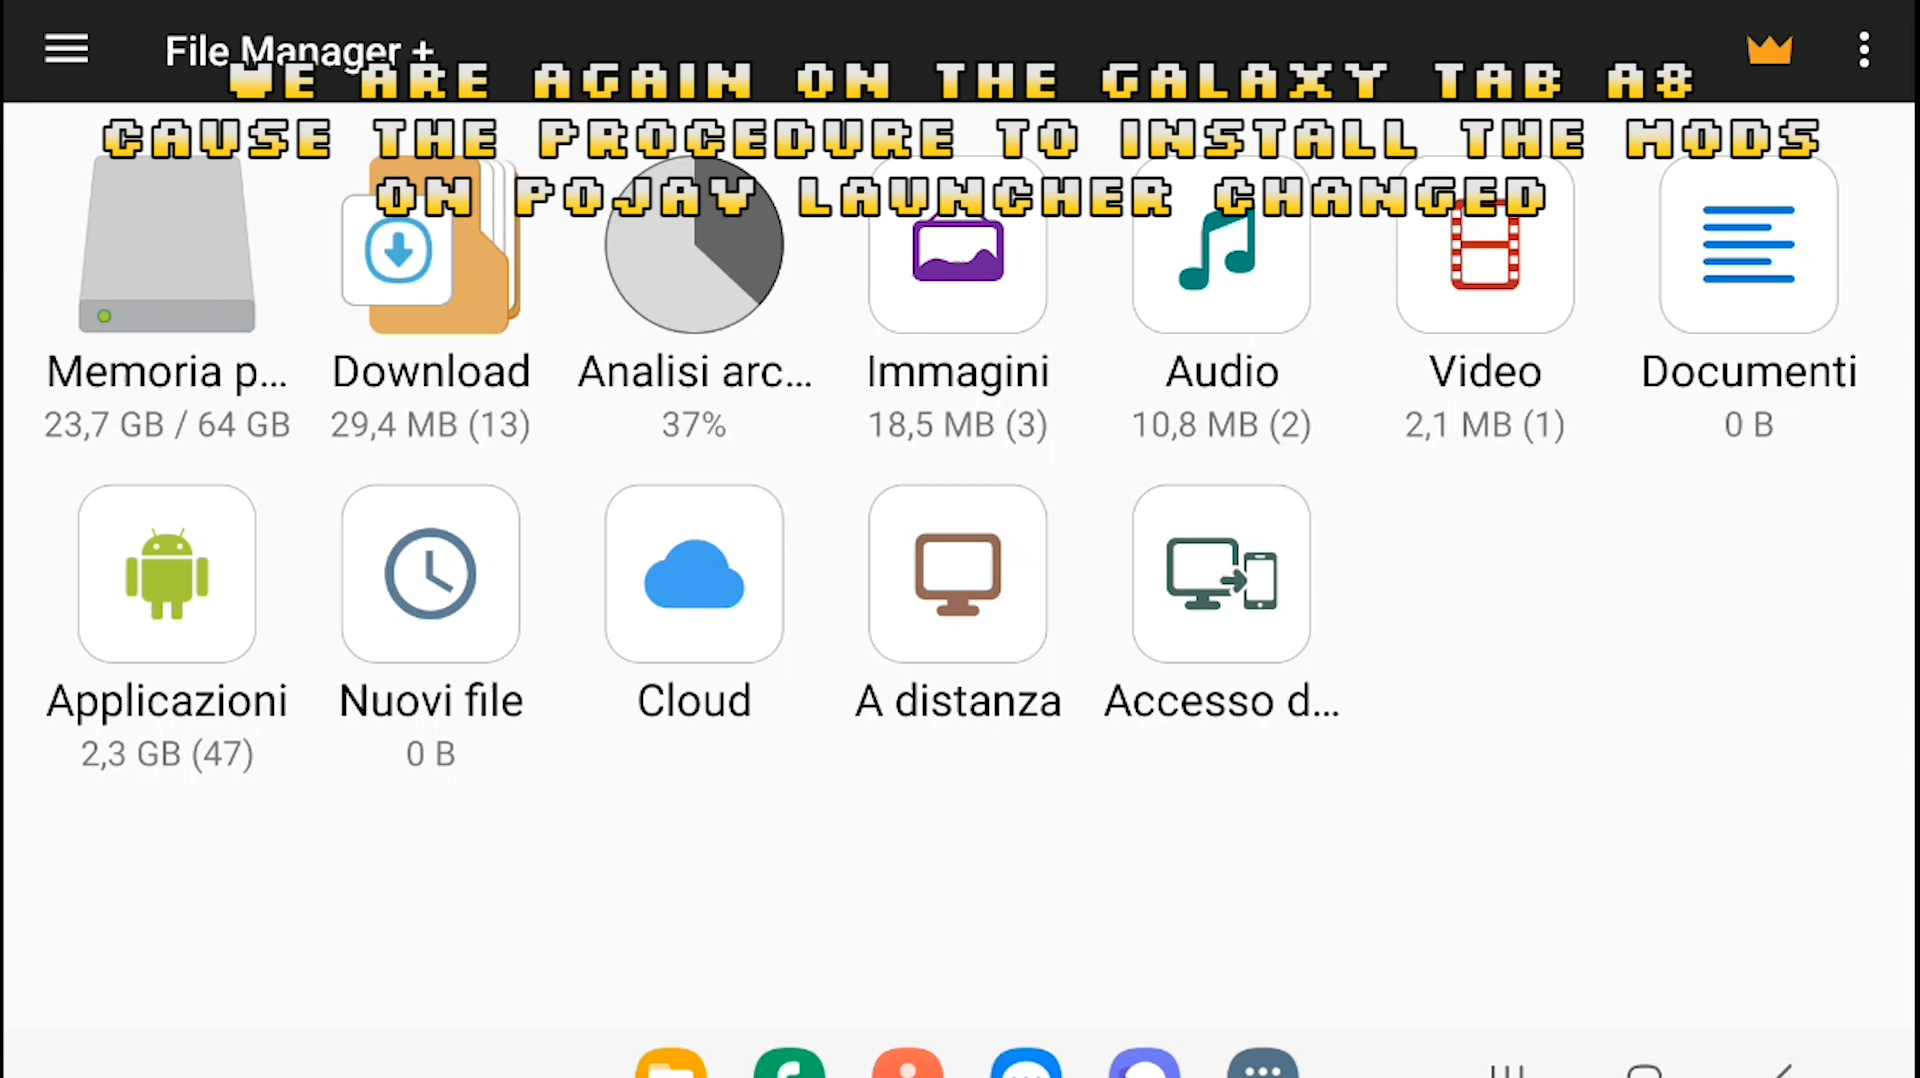 File Manager +
WE ARE AGAIN ON THE GALAXY TAB A8
CAUSE THE PROCEDURE TO INSTALL THE MODS
ON POJAV LAUNCHER CHANGED
Memoria p... Download Analisi arc... Immagini Audio Video Documenti
23,7 GB / 64 GB 29,4 MB (13) 37% 18,5 MB (3) 10,8 MB (2) 2,1 MB (1) 0 B
Applicazioni Nuovi file Cloud A distanza Accesso d...
2,3 GB (47) 0 B